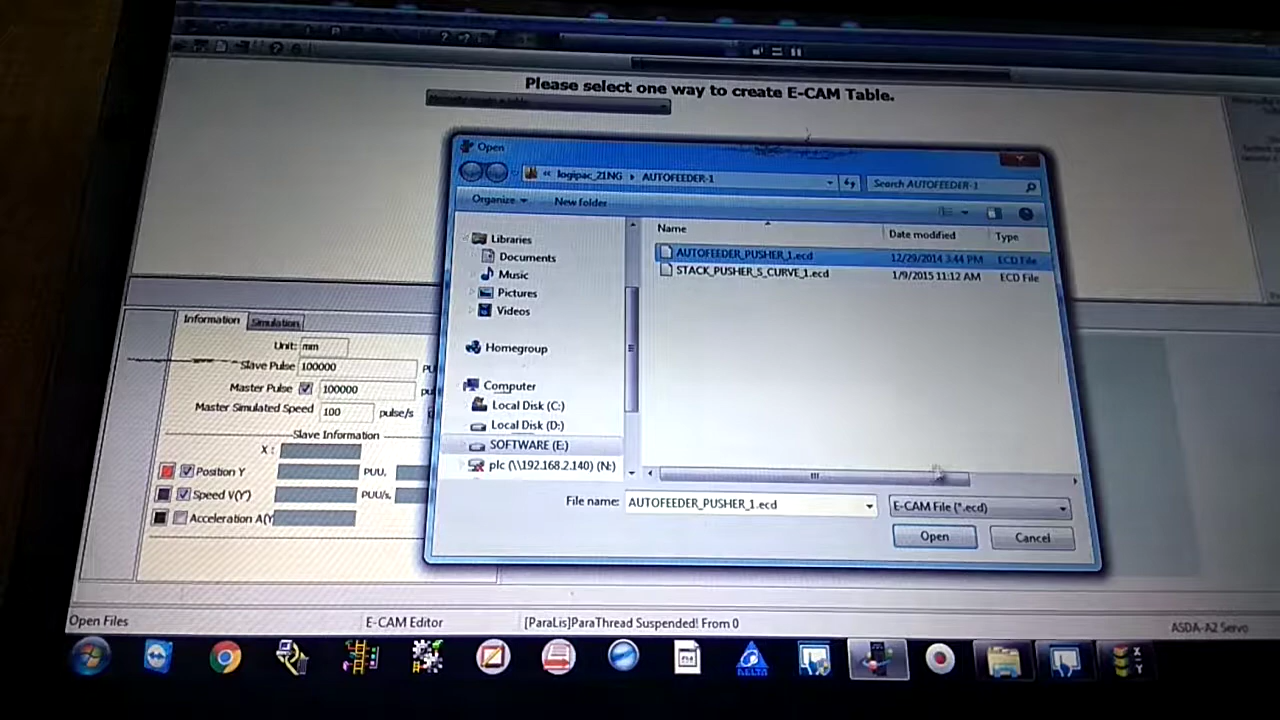 Please select one way to create E-CAM Table.
Open
« logipac_21NG › AUTOFEEDER-1
Search AUTOFEEDER-1
Organize
New folder
Name
Date modified
Type
Libraries
Documents
Music
Pictures
Videos
Homegroup
Computer
Local Disk (C:)
Local Disk (D:)
SOFTWARE (E:)
plc (\\192.168.2.140) (N:)
AUTOFEEDER_PUSHER_1.ecd 12/29/2014 3:44 PM ECD File
STACK_PUSHER_S_CURVE_1.ecd 1/9/2015 11:12 AM ECD File
File name: AUTOFEEDER_PUSHER_1.ecd
E-CAM File (*.ecd)
Open
Cancel
Information Simulation
Unit: mm
Slave Pulse 100000
Master Pulse 100000
Master Simulated Speed 100 pulse/s
Slave Information
X :
Position Y PUU,
Speed V(Y') PUU/s,
Acceleration A(Y
Open Files
E-CAM Editor
[ParaLis]ParaThread Suspended! From 0
ASDA-A2 Servo
DELTA
X
Y